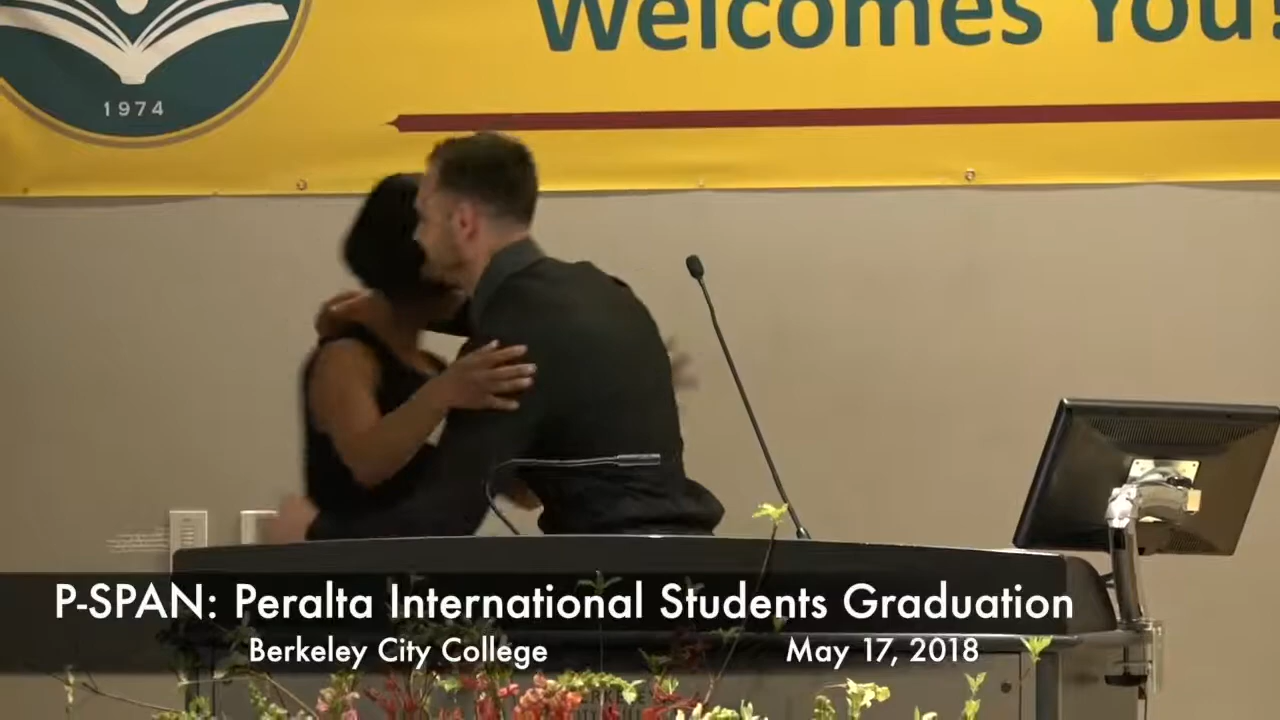 Welcomes You!
1974
P-SPAN: Peralta International Students Graduation
Berkeley City College
May 17, 2018